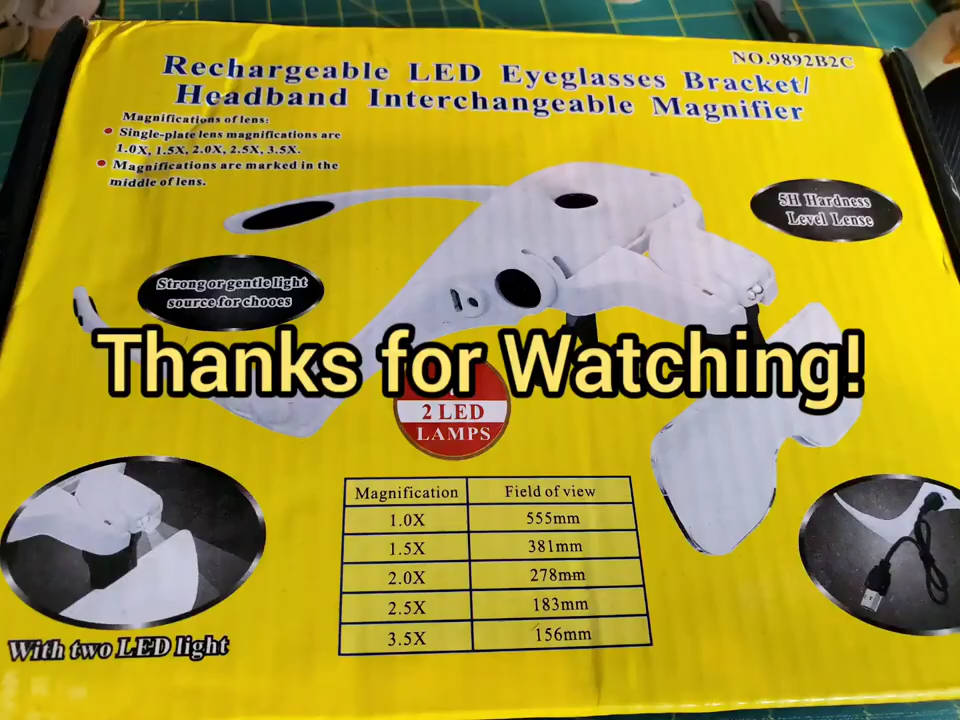 NO.9892B2C
Rechargeable LED Eyeglasses Bracket/
Headband Interchangeable Magnifier
Magnifications of lens:
Single-plate lens magnifications are
1.0X, 1.5X, 2.0X, 2.5X, 3.5X.
Magnifications are marked in the
middle of lens.
5H Hardness
Level Lense
Strong or gentle light
source for chooes
Thanks for Watching!
2 LED
LAMPS
Magnification Field of view
1.0X 555mm
1.5X 381mm
2.0X 278mm
2.5X 183mm
3.5X 156mm
With two LED light